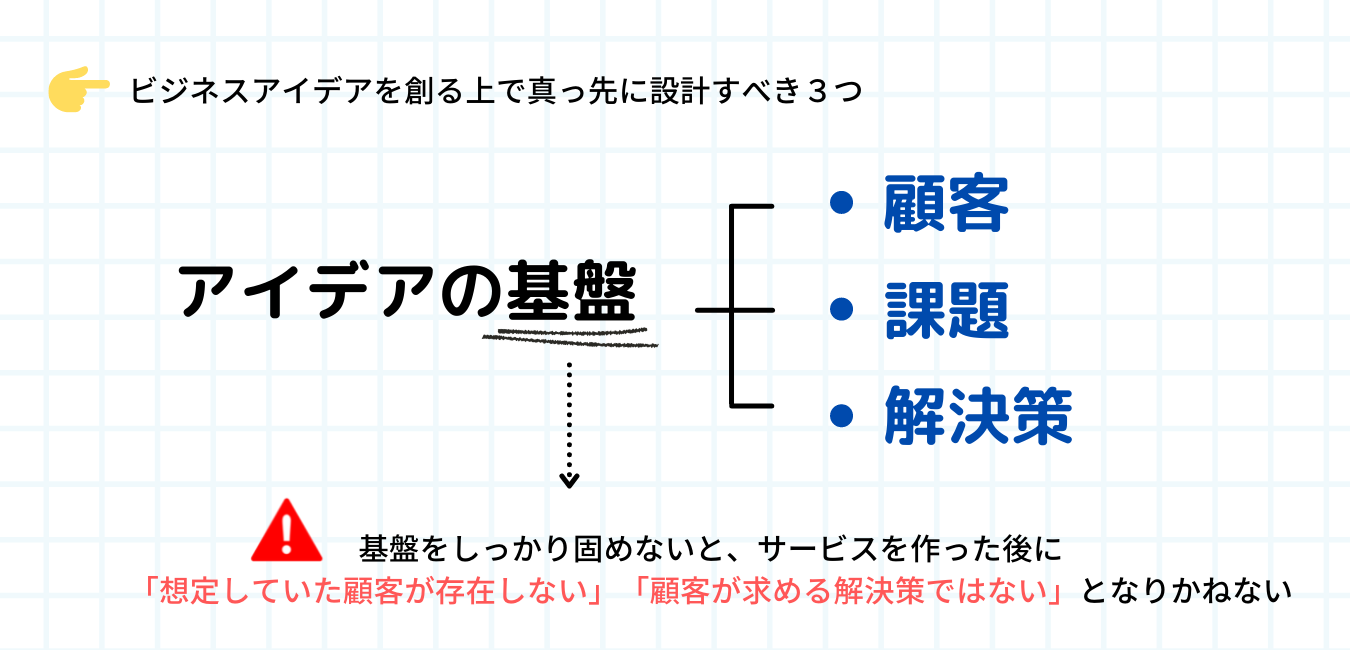 ビジネスアイデアを創る上で真っ先に設計すべき３つ
アイデアの基盤
• 顧客
• 課題
• 解決策
基盤をしっかり固めないと、サービスを作った後に
「想定していた顧客が存在しない」「顧客が求める解決策ではない」となりかねない